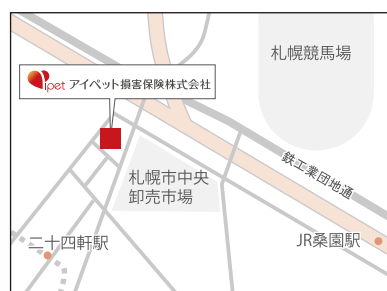 札幌競馬場
ipet アイペット損害保険株式会社
鉄工業団地通
札幌市中央
卸売市場
二十四軒駅
JR桑園駅